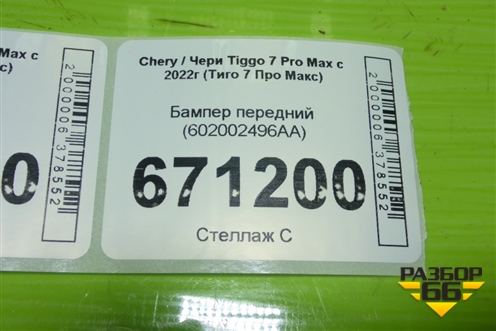 Max с
с)
0
2000006378552
Chery / Чери Tiggo 7 Pro Max с
2022г (Тиго 7 Про Макс)
Бампер передний
(602002496AA)
671200
Стеллаж С
2000006378552
РАЗБОР
66